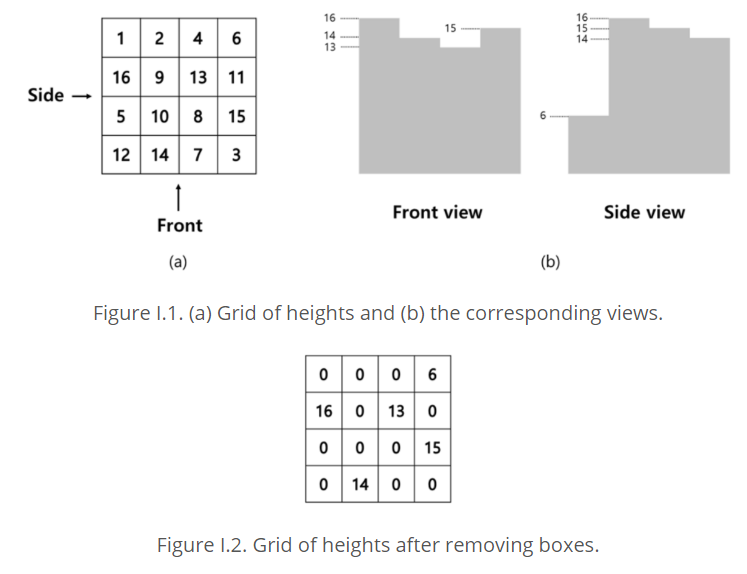 1 2 4 6
16 9 13 11
5 10 8 15
12 14 7 3
Side
Front
(a)
16
14
13
15
Front view
16
15
14
6
Side view
(b)
Figure I.1. (a) Grid of heights and (b) the corresponding views.
0 0 0 6
16 0 13 0
0 0 0 15
0 14 0 0
Figure I.2. Grid of heights after removing boxes.